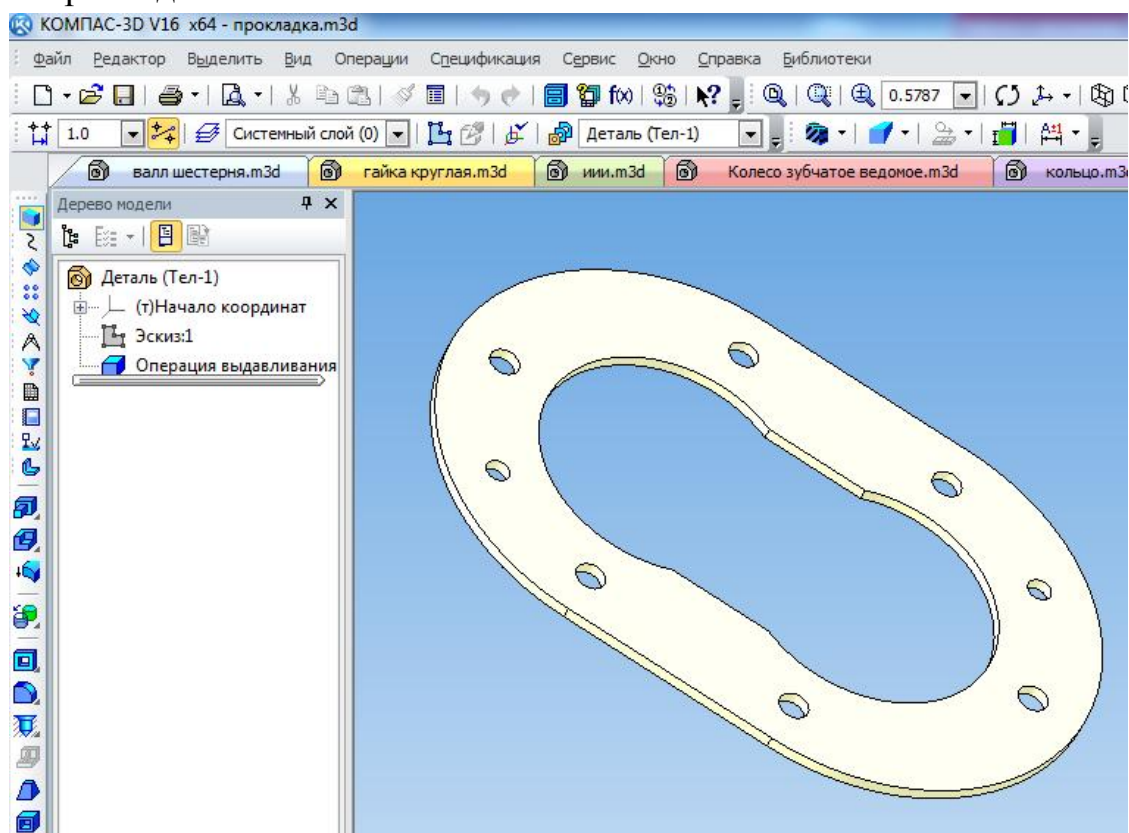 КОМПАС-3D V16 x64 - прокладка.m3d
Файл Редактор Выделить Вид Операции Спецификация Сервис Окно Справка Библиотеки
f(x) 0.5787
1.0 Системный слой (0) Деталь (Тел-1)
валл шестерня.m3d гайка круглая.m3d иии.m3d Колесо зубчатое ведомое.m3d кольцо.m3
Дерево модели
Деталь (Тел-1)
(т)Начало координат
Эскиз:1
Операция выдавливания